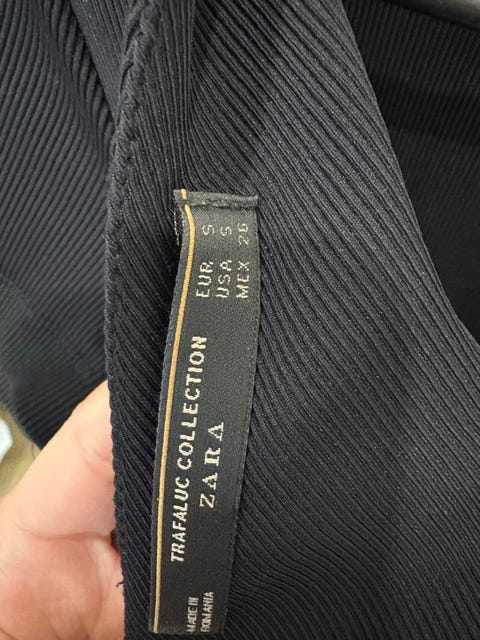 TRAFALUC COLLECTION
ZARA
EUR S
USA S
MEX 26
MADE IN
ROMANIA